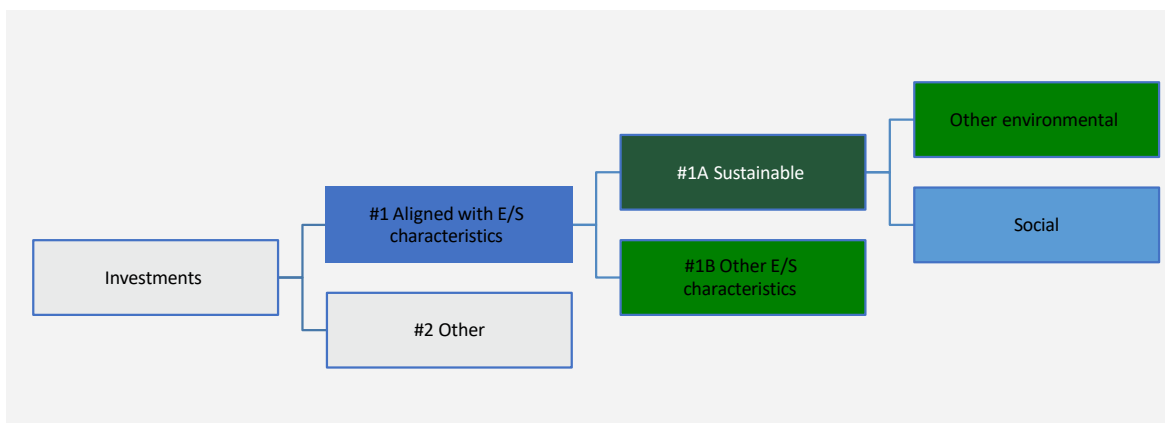 Investments
#1 Aligned with E/S
characteristics
#2 Other
#1A Sustainable
#1B Other E/S
characteristics
Other environmental
Social